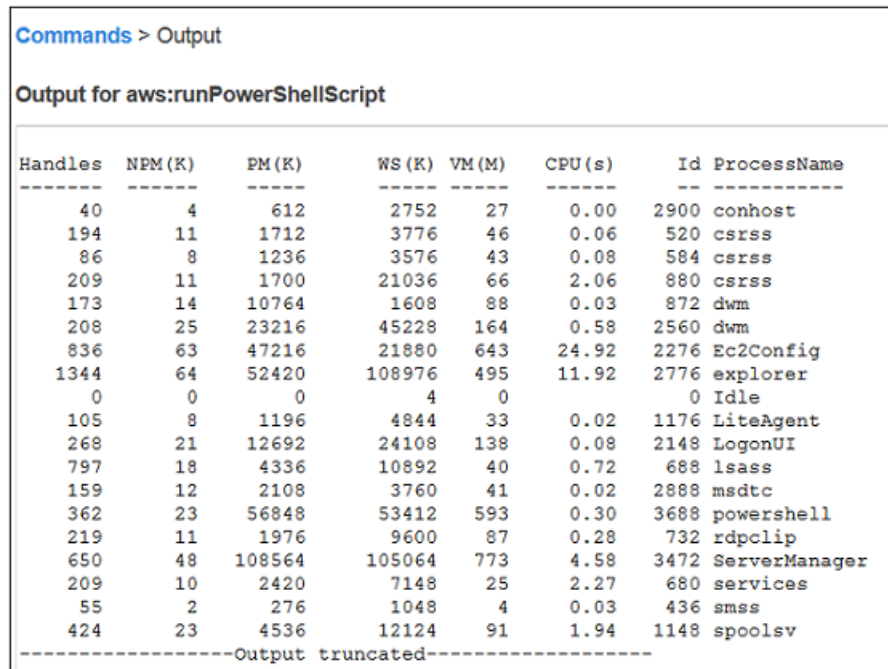 Commands > Output
Output for aws:runPowerShellScript
Handles NPM(K) PM(K) WS(K) VM(M) CPU(s) Id ProcessName
------- ------ ----- ----- ----- ------ -- -----------
40 4 612 2752 27 0.00 2900 conhost
194 11 1712 3776 46 0.06 520 csrss
86 8 1236 3576 43 0.08 584 csrss
209 11 1700 21036 66 2.06 880 csrss
173 14 10764 1608 88 0.03 872 dwm
208 25 23216 45228 164 0.58 2560 dwm
836 63 47216 21880 643 24.92 2276 Ec2Config
1344 64 52420 108976 495 11.92 2776 explorer
0 0 0 4 0 0 Idle
105 8 1196 4844 33 0.02 1176 LiteAgent
268 21 12692 24108 138 0.08 2148 LogonUI
797 18 4336 10892 40 0.72 688 lsass
159 12 2108 3760 41 0.02 2888 msdtc
362 23 56848 53412 593 0.30 3688 powershell
219 11 1976 9600 87 0.28 732 rdpclip
650 48 108564 105064 773 4.58 3472 ServerManager
209 10 2420 7148 25 2.27 680 services
55 2 276 1048 4 0.03 436 smss
424 23 4536 12124 91 1.94 1148 spoolsv
------------------Output truncated-------------------